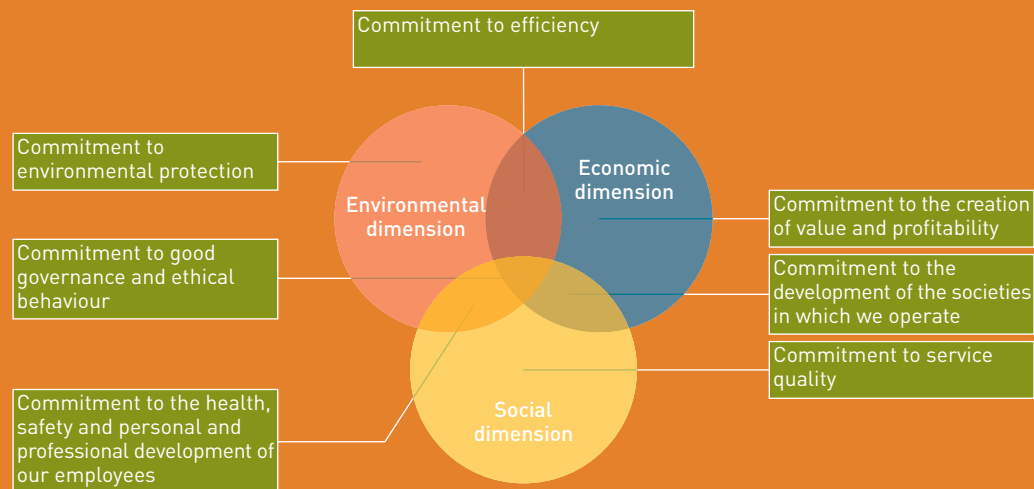 Commitment to efficiency
Commitment to
environmental protection
Economic
dimension
Environmental
dimension
Commitment to the creation
of value and profitability
Commitment to good
governance and ethical
behaviour
Commitment to the
development of the societies
in which we operate
Commitment to service
quality
Commitment to the health,
safety and personal and
professional development of
our employees
Social
dimension